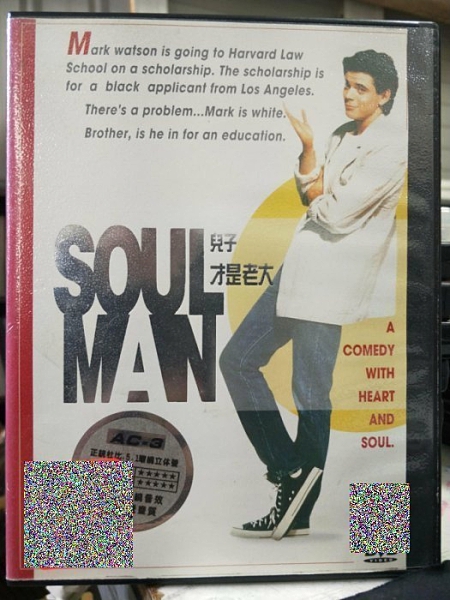 Mark watson is going to Harvard Law
School on a scholarship. The scholarship is
for a black applicant from Los Angeles.
There's a problem...Mark is white.
Brother, is he in for an education.
SOUL
MAN
兒子
才是老大
A
COMEDY
WITH
HEART
AND
SOUL.
AC-3
★★★★★
★★★★★
VIDEO